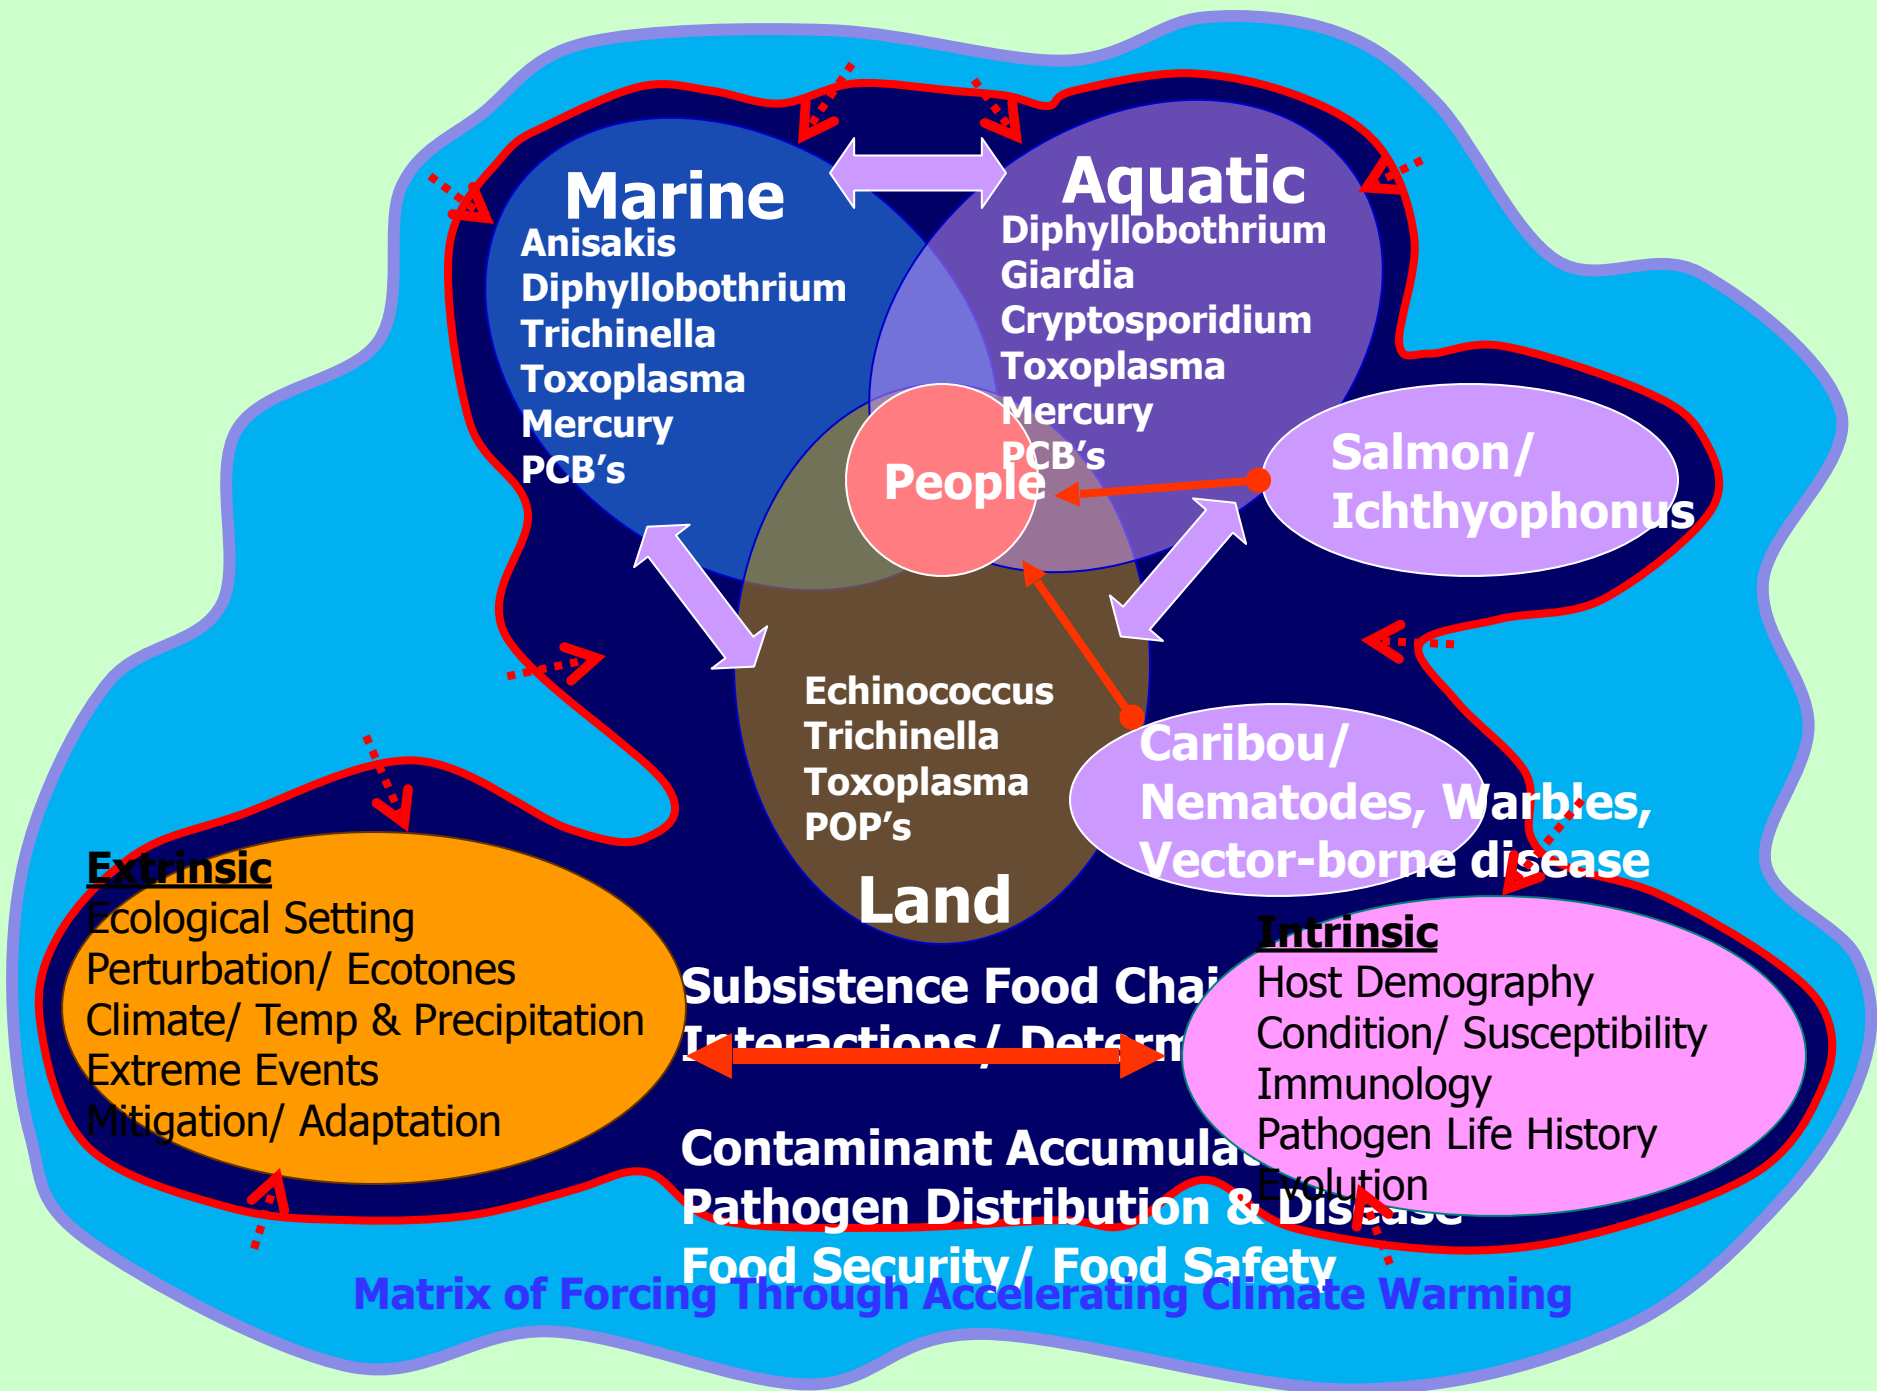 Marine
Anisakis
Diphyllobothrium
Trichinella
Toxoplasma
Mercury
PCB’s
Aquatic
Diphyllobothrium
Giardia
Cryptosporidium
Toxoplasma
Mercury
PCB’s
People
Salmon/
Ichthyophonus
Echinococcus
Trichinella
Toxoplasma
POP’s
Land
Caribou/
Nematodes, Warbles,
Vector-borne disease
Extrinsic
Ecological Setting
Perturbation/ Ecotones
Climate/ Temp & Precipitation
Extreme Events
Mitigation/ Adaptation
Subsistence Food Chai
Interactions/ Determ
Contaminant Accumulat
Pathogen Distribution & Disease
Food Security/ Food Safety
Intrinsic
Host Demography
Condition/ Susceptibility
Immunology
Pathogen Life History
Evolution
Matrix of Forcing Through Accelerating Climate Warming